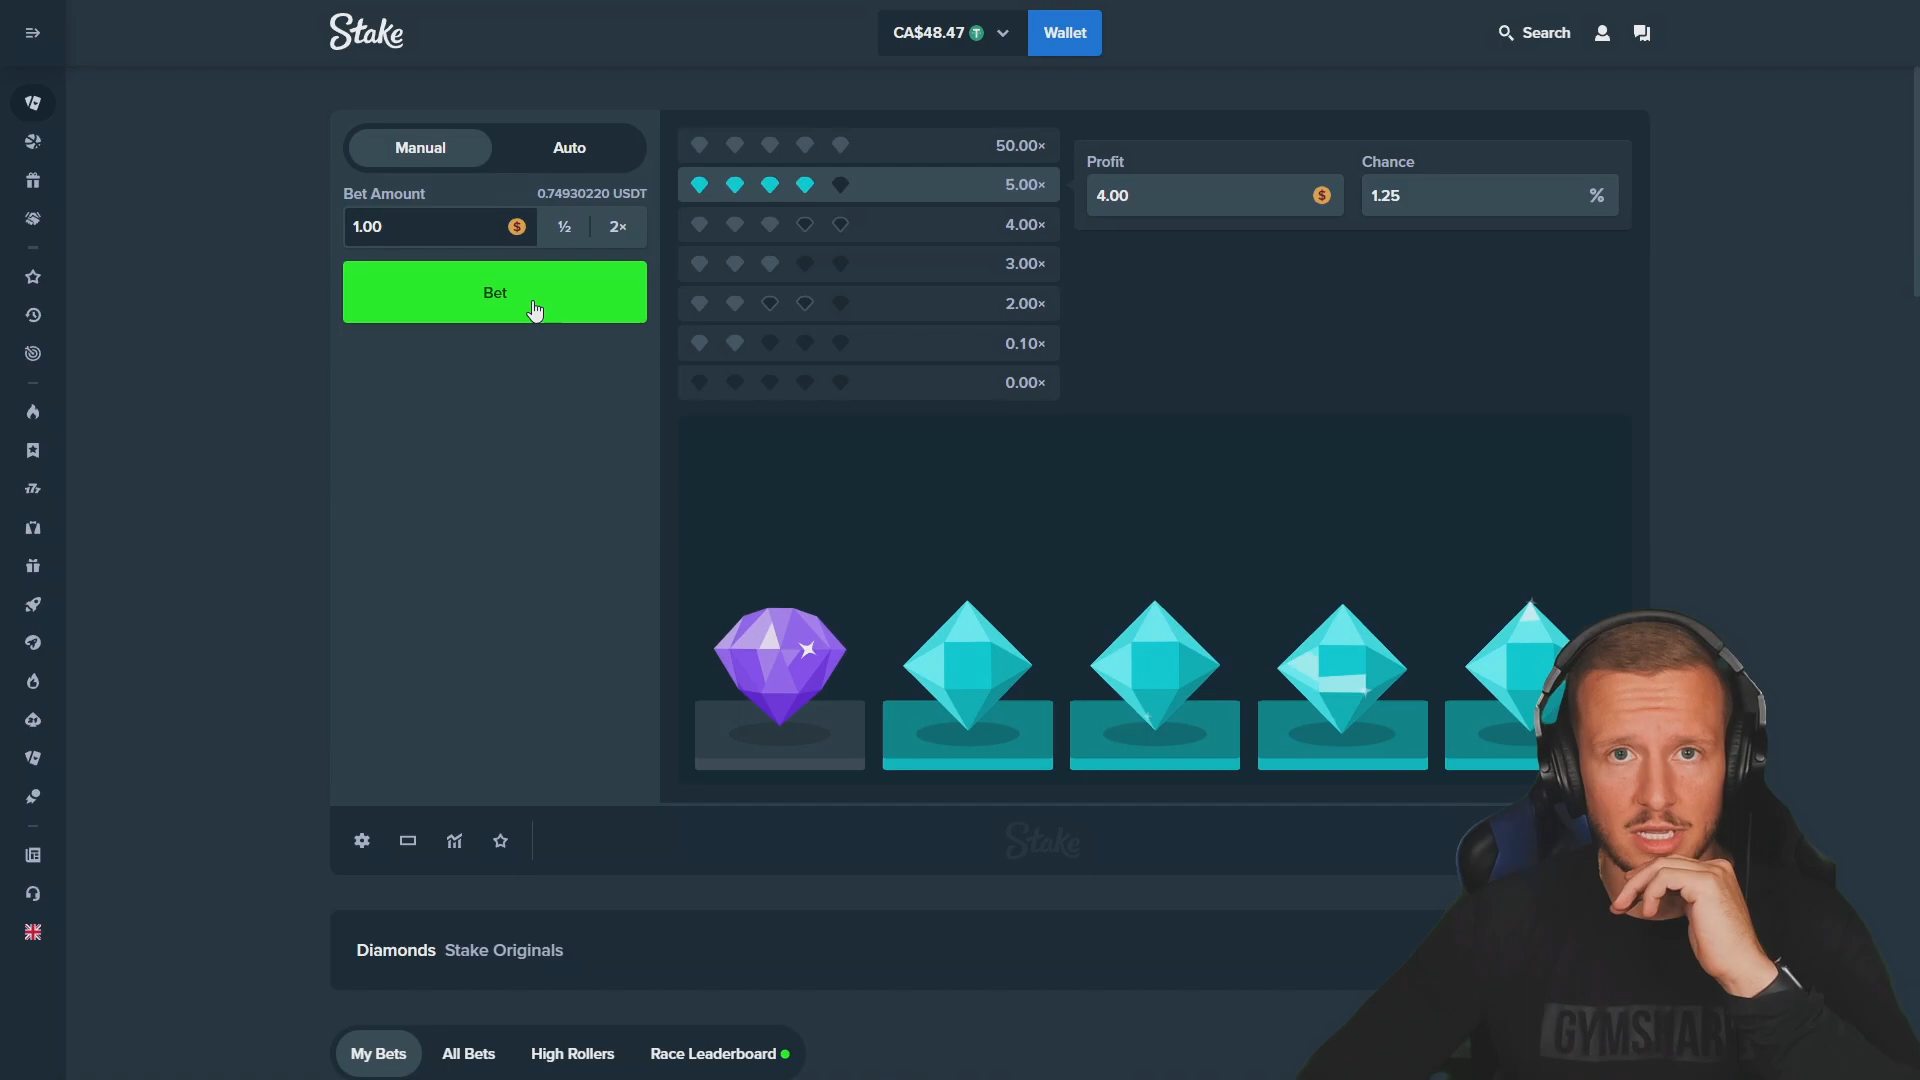 Stake
CA$48.47
Wallet
Search
Manual
Auto
Bet Amount
0.74930220 USDT
1.00
½
2×
Bet
50.00×
5.00×
4.00×
3.00×
2.00×
0.10×
0.00×
Profit
4.00
Chance
1.25
%
Stake
Diamonds Stake Originals
My Bets
All Bets
High Rollers
Race Leaderboard